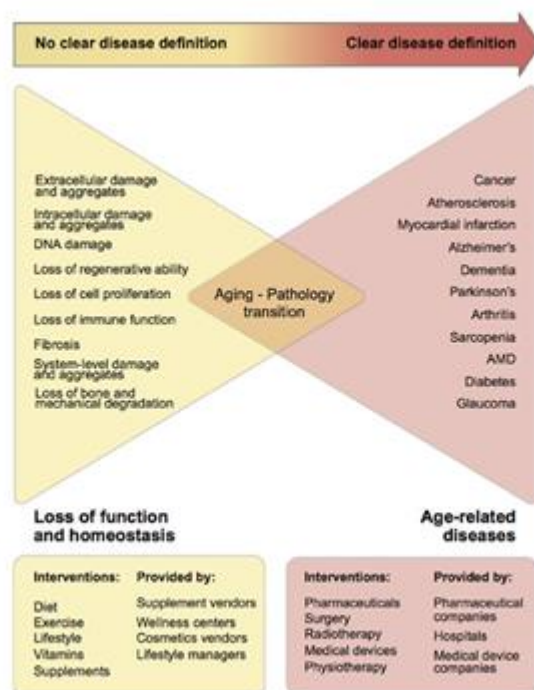 No clear disease definition
Clear disease definition
Extracellular damage
and aggregates
Intracellular damage
and aggregates
DNA damage
Loss of regenerative ability
Loss of cell proliferation
Loss of immune function
Fibrosis
System-level damage
and aggregates
Loss of bone and
mechanical degradation
Aging - Pathology
transition
Cancer
Atherosclerosis
Myocardial infarction
Alzheimer's
Dementia
Parkinson's
Arthritis
Sarcopenia
AMD
Diabetes
Glaucoma
Loss of function
and homeostasis
Age-related
diseases
Interventions:
Diet
Exercise
Lifestyle
Vitamins
Supplements
Provided by:
Supplement vendors
Wellness centers
Cosmetics vendors
Lifestyle managers
Interventions:
Pharmaceuticals
Surgery
Radiotherapy
Medical devices
Physiotherapy
Provided by:
Pharmaceutical
companies
Hospitals
Medical device
companies